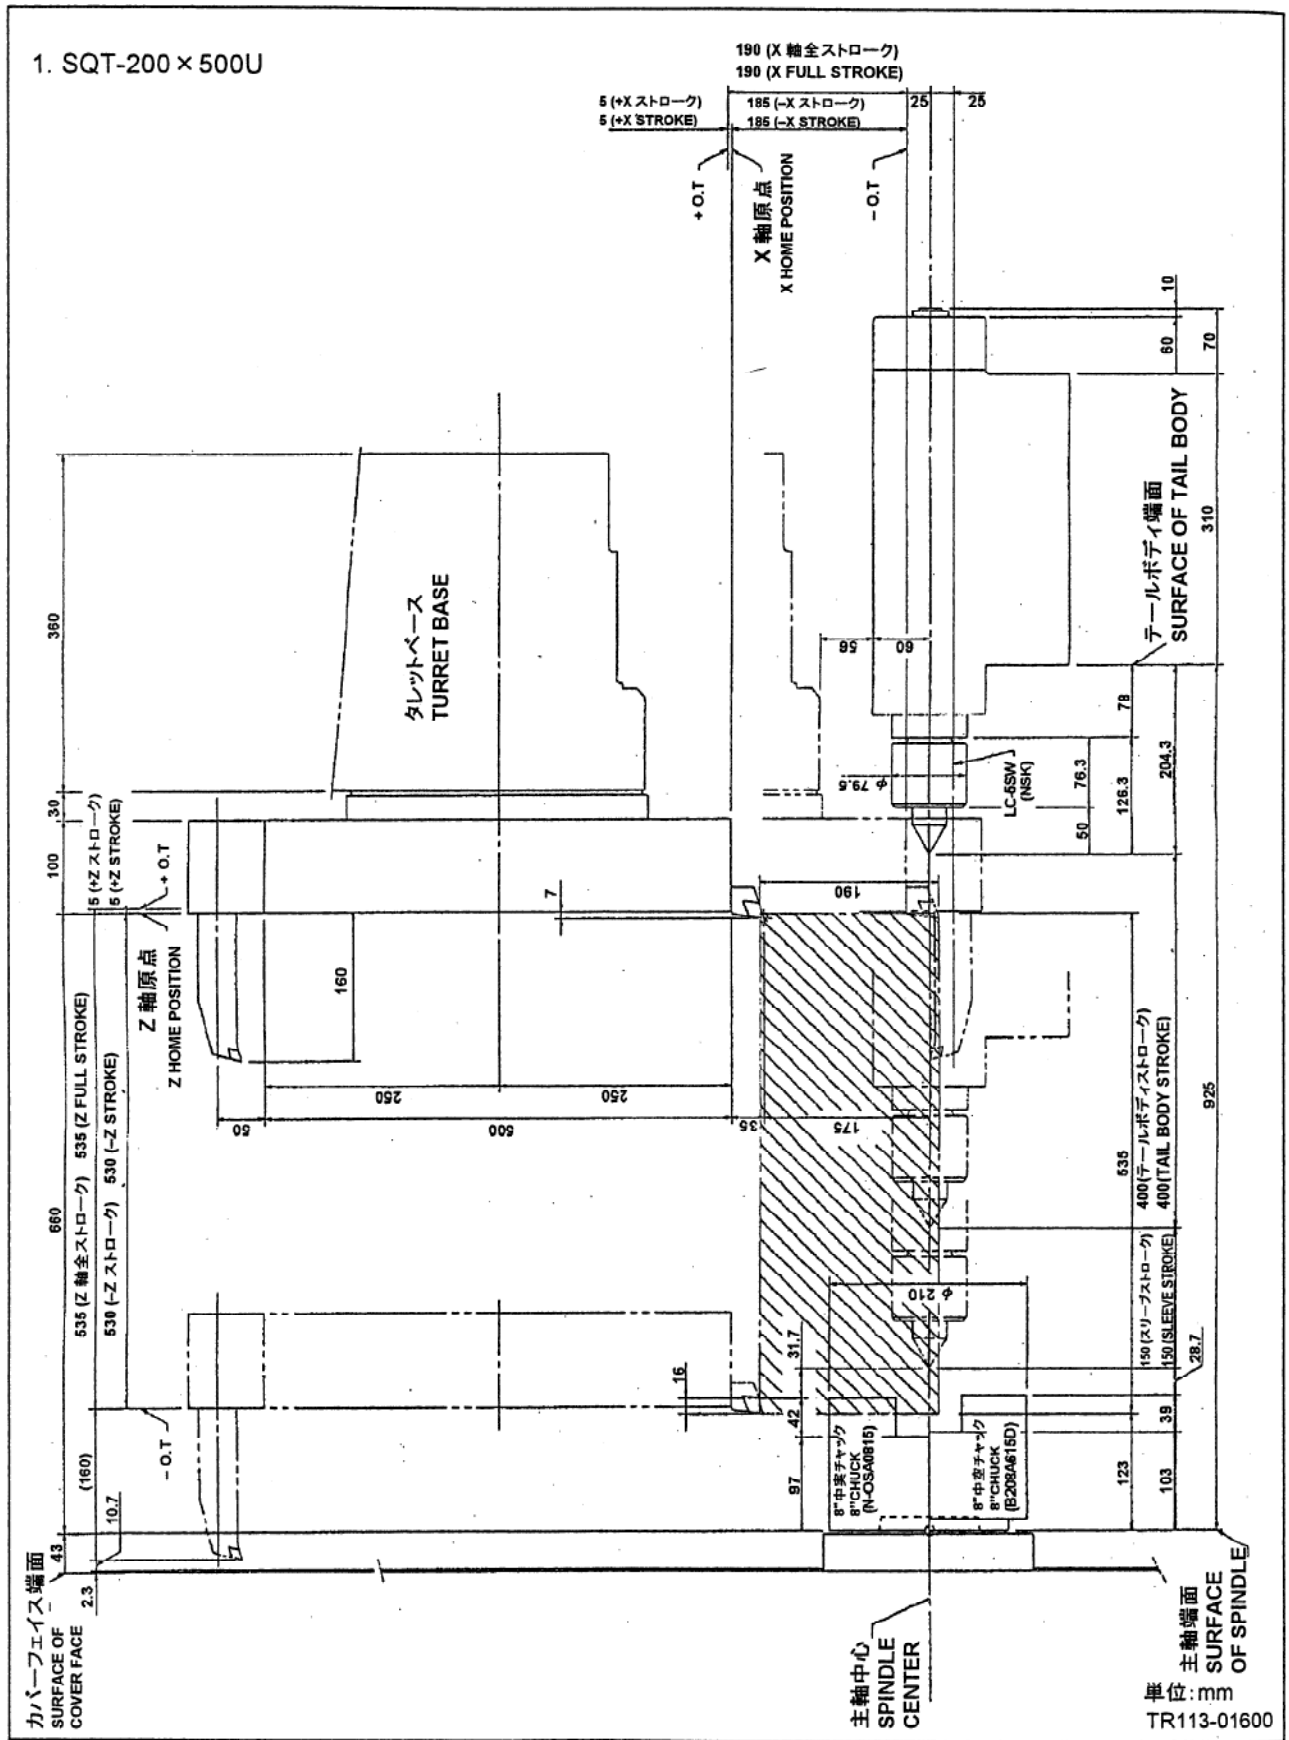 1. SQT-200 × 500U
190 (X 軸全ストローク)
190 (X FULL STROKE)
5 (+X ストローク)
5 (+X STROKE)
185 (–X ストローク)
185 (–X STROKE)
25
25
+ O.T
X 軸原点
X HOME POSITION
– O.T
10
60
70
310
テールボディ端面
SURFACE OF TAIL BODY
タレットベース
TURRET BASE
360
30
100
5 (+Z ストローク)
5 (+Z STROKE)
+ O.T
Z 軸原点
Z HOME POSITION
56
60
φ 79.5
LC-5SW
(NSK)
78
76.3
126.3
204.3
50
7
190
160
250
250
50
500
35
175
660
535 (Z 軸全ストローク) 535 (Z FULL STROKE)
530 (–Z ストローク) 530 (–Z STROKE)
535
400(テールボディストローク)
400(TAIL BODY STROKE)
925
150 (スリーブストローク)
150 (SLEEVE STROKE)
28.7
φ 210
31.7
16
42
97
39
123
103
8"中実チャック
8"CHUCK
(N-OSA0815)
8"中空チャック
8"CHUCK
(B208A615D)
– O.T
(160)
10.7
43
2.3
カバーフェイス端面
SURFACE OF
COVER FACE
主軸中心
SPINDLE
CENTER
主軸端面
SURFACE
OF SPINDLE
単位: mm
TR113-01600